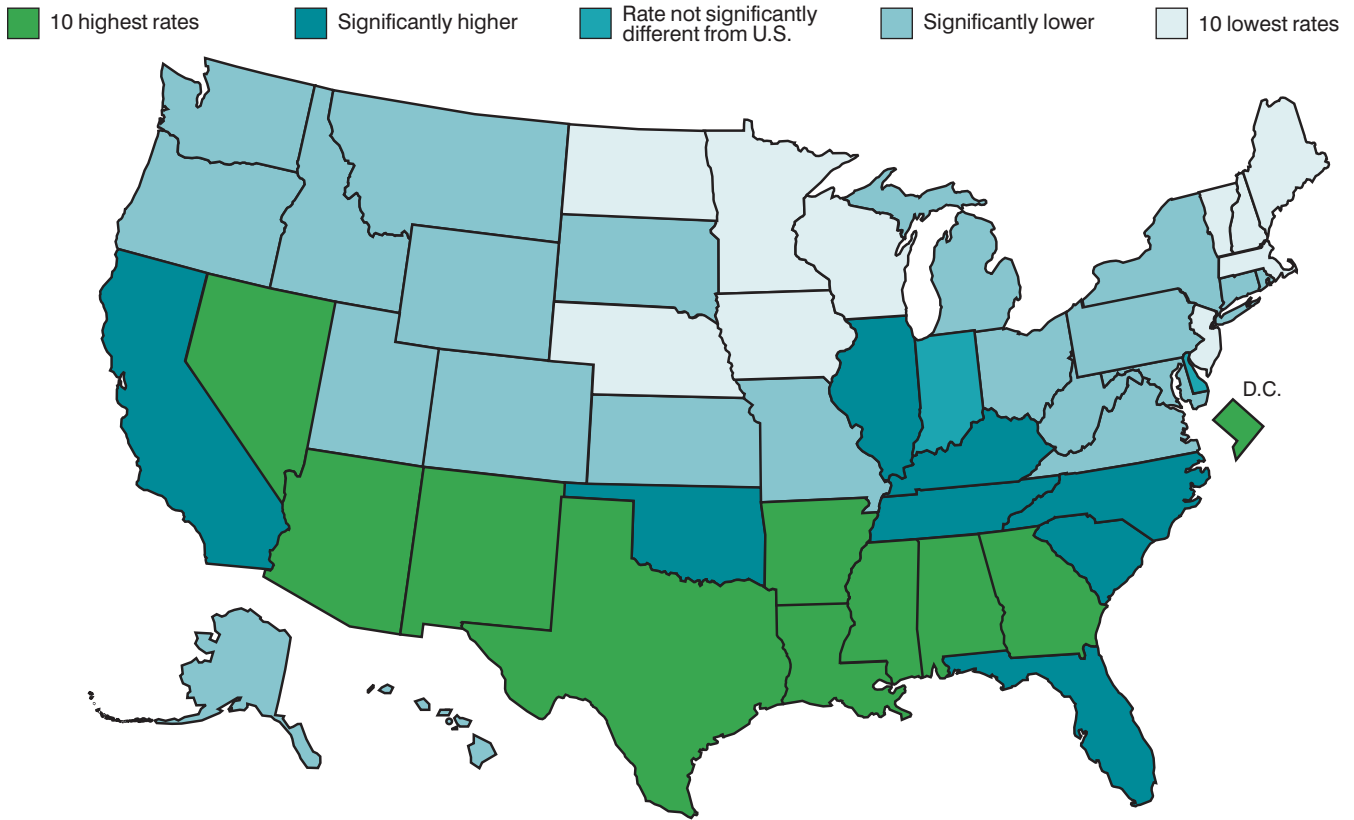 10 highest rates
Significantly higher
Rate not significantly
different from U.S.
Significantly lower
10 lowest rates
D.C.